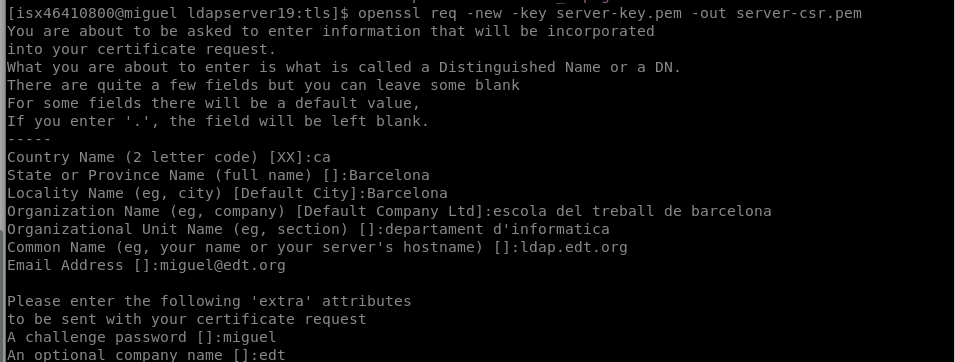 [isx46410800@miguel ldapserver19:tls]$ openssl req -new -key server-key.pem -out server-csr.pem
You are about to be asked to enter information that will be incorporated
into your certificate request.
What you are about to enter is what is called a Distinguished Name or a DN.
There are quite a few fields but you can leave some blank
For some fields there will be a default value,
If you enter '.', the field will be left blank.
-----
Country Name (2 letter code) [XX]:ca
State or Province Name (full name) []:Barcelona
Locality Name (eg, city) [Default City]:Barcelona
Organization Name (eg, company) [Default Company Ltd]:escola del treball de barcelona
Organizational Unit Name (eg, section) []:departament d'informatica
Common Name (eg, your name or your server's hostname) []:ldap.edt.org
Email Address []:miguel@edt.org

Please enter the following 'extra' attributes
to be sent with your certificate request
A challenge password []:miguel
An optional company name []:edt